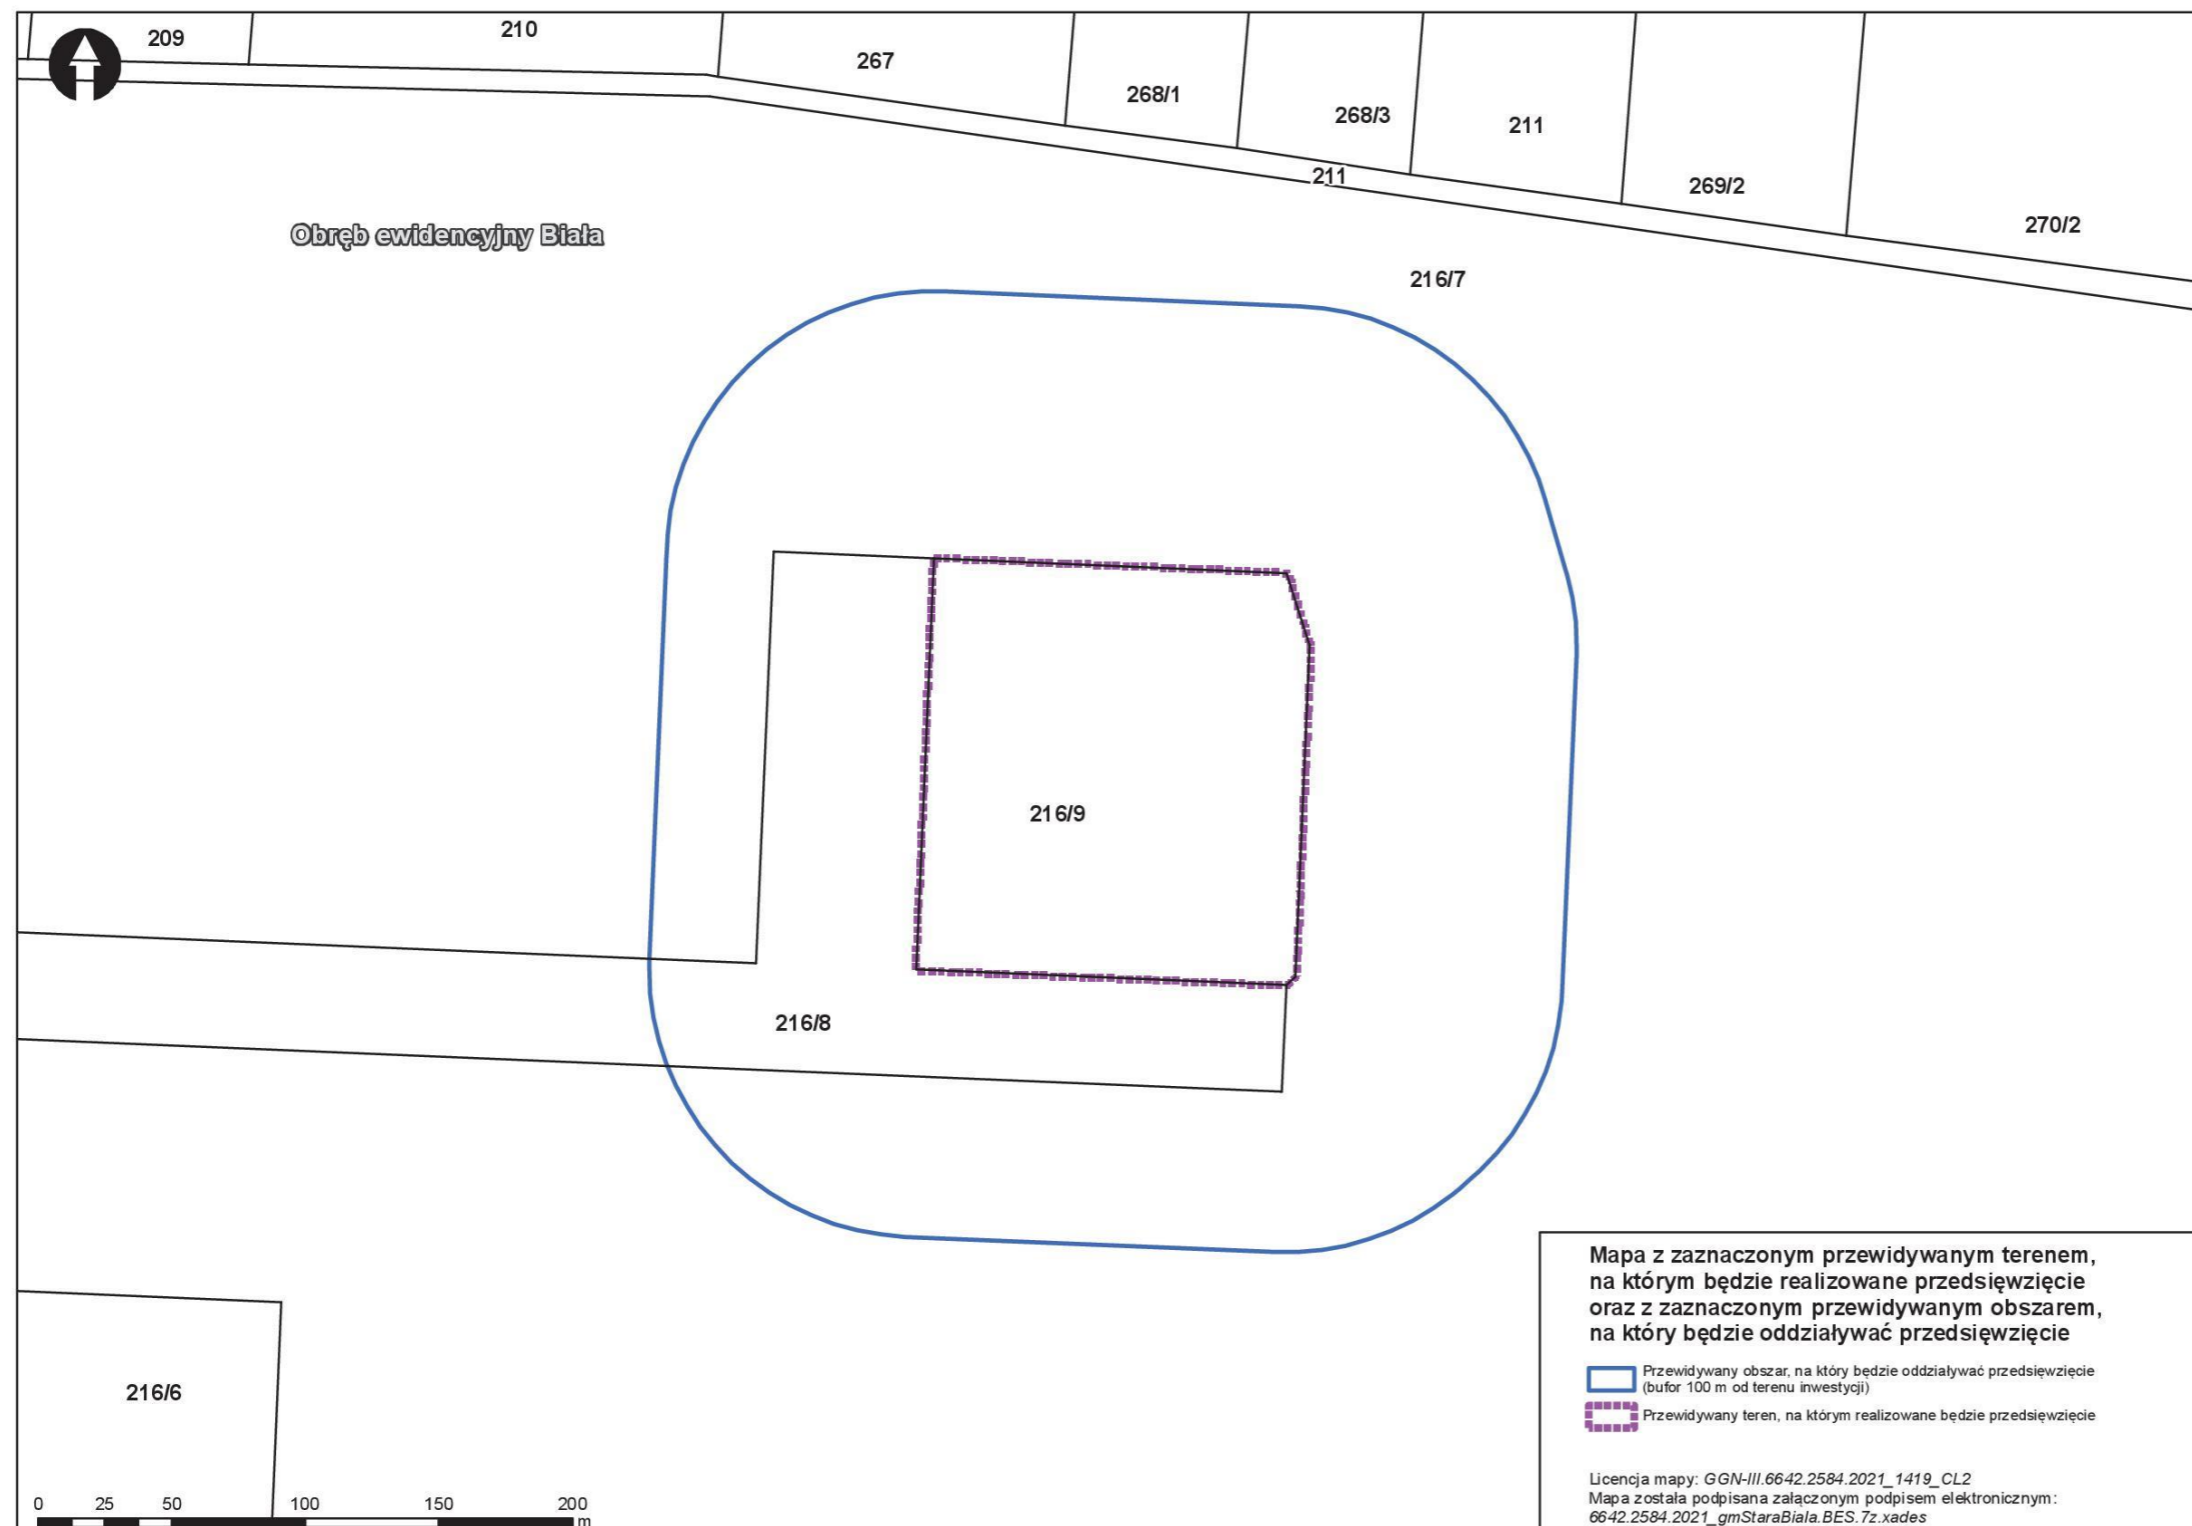 209
210
267
268/1
268/3
211
269/2
270/2
211
216/7
Obręb ewidencyjny Biała
216/9
216/8
216/6
Mapa z zaznaczonym przewidywanym terenem,
na którym będzie realizowane przedsięwzięcie
oraz z zaznaczonym przewidywanym obszarem,
na który będzie oddziaływać przedsięwzięcie
Przewidywany obszar, na który będzie oddziaływać przedsięwzięcie
(bufor 100 m od terenu inwestycji)
Przewidywany teren, na którym realizowane będzie przedsięwzięcie
Licencja mapy: GGN-III.6642.2584.2021_1419_CL2
Mapa została podpisana załączonym podpisem elektronicznym:
6642.2584.2021_gmStaraBiala.BES.7z.xades
0 25 50 100 150 200
m